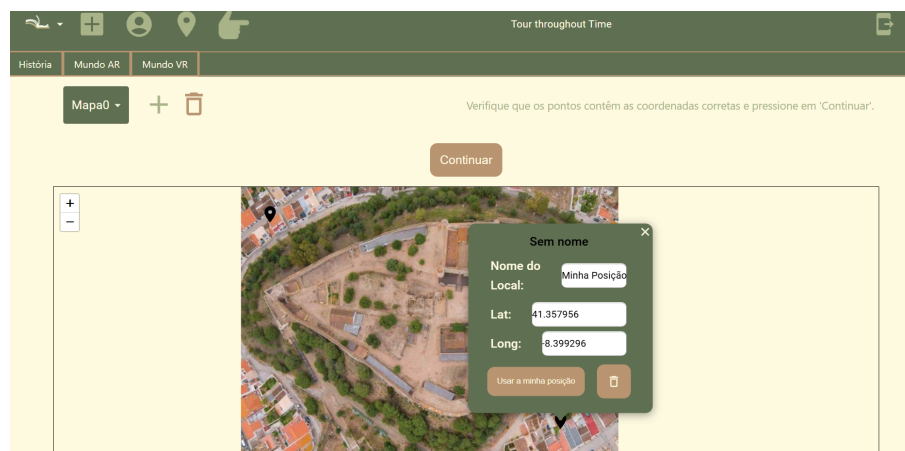 Tour throughout Time
História Mundo AR Mundo VR
Mapa0
Verifique que os pontos contêm as coordenadas corretas e pressione em 'Continuar'.
Continuar
+
−
Sem nome
Nome do
Local:
Minha Posição
Lat: 41.357956
Long: -8.399296
Usar a minha posição